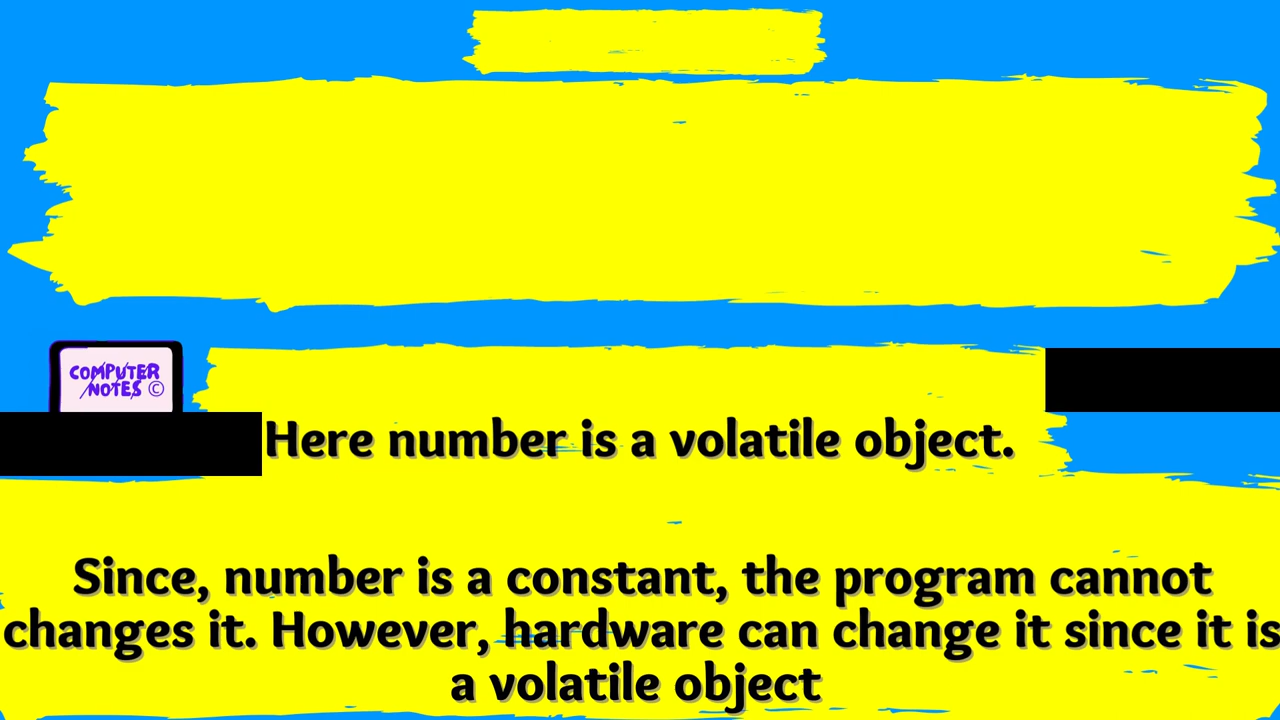 COMPUTER
NOTES ©
Here number is a volatile object.
Since, number is a constant, the program cannot
changes it. However, hardware can change it since it is
a volatile object